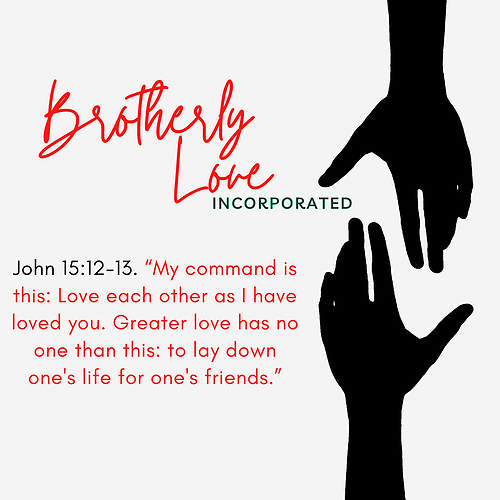 Brotherly
Love
INCORPORATED
John 15:12-13. “My command is
this: Love each other as I have
loved you. Greater love has no
one than this: to lay down
one's life for one's friends.”